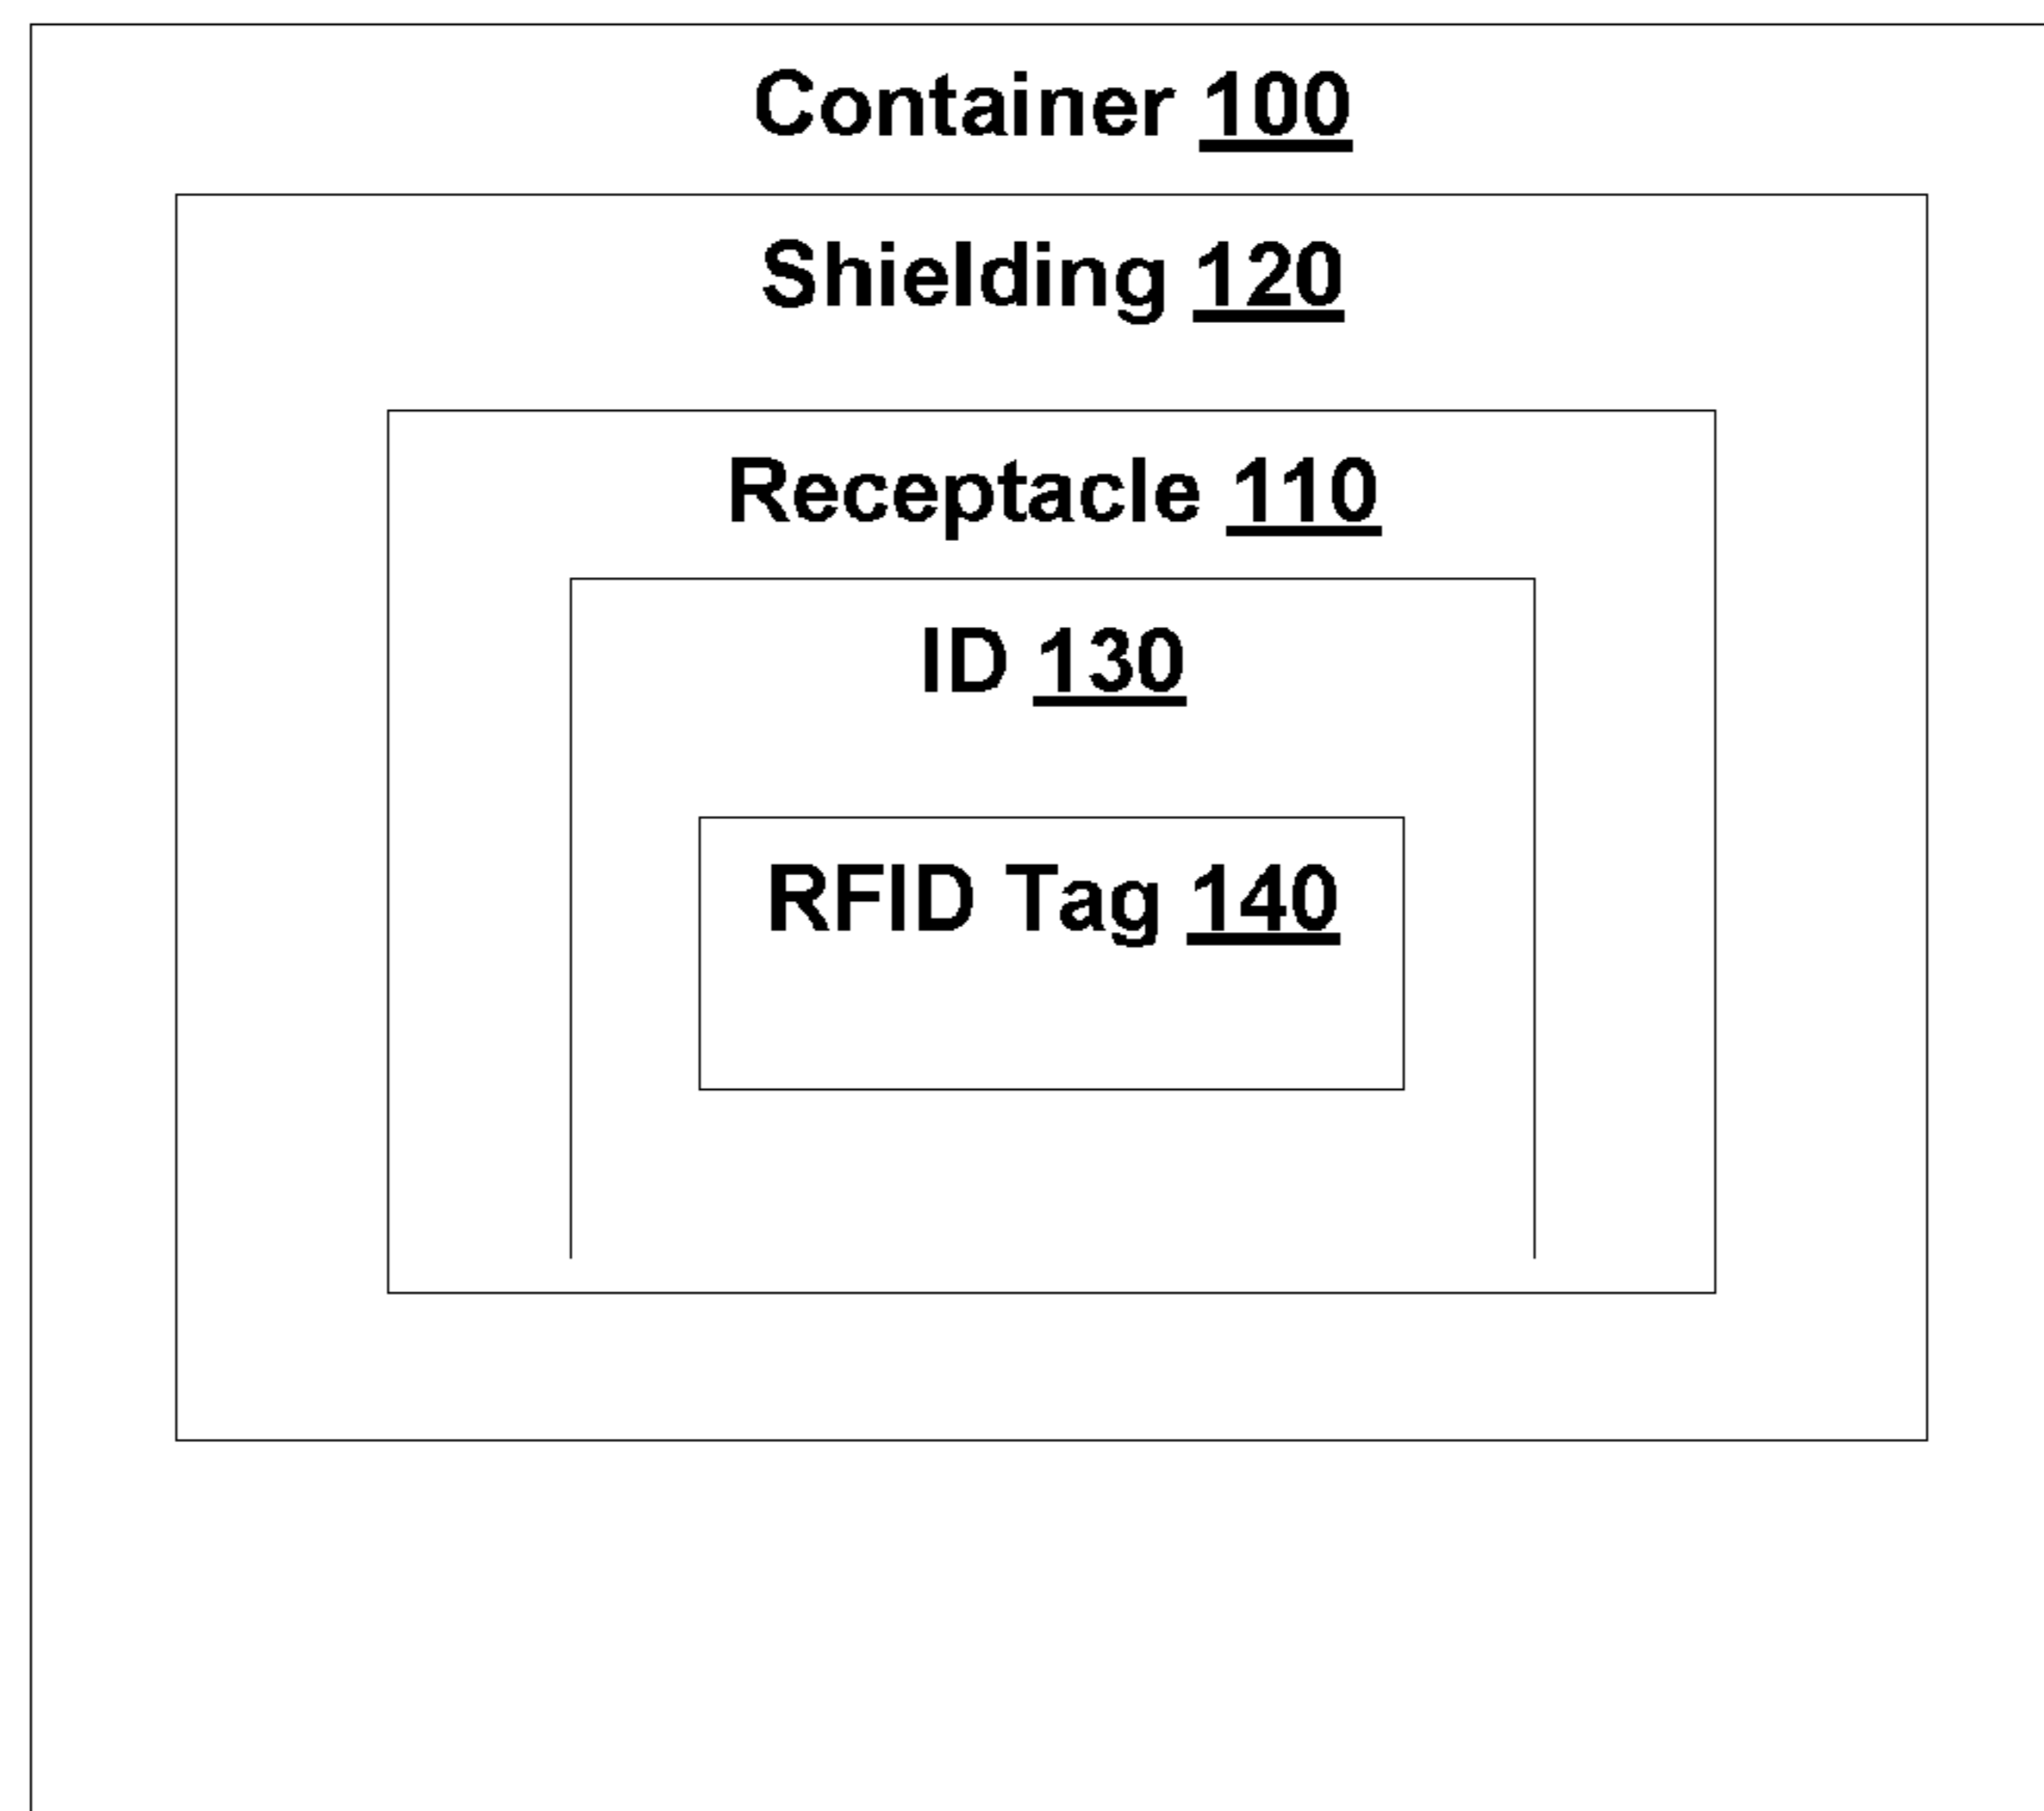 Container 100
Shielding 120
Receptacle 110
ID 130
RFID Tag 140